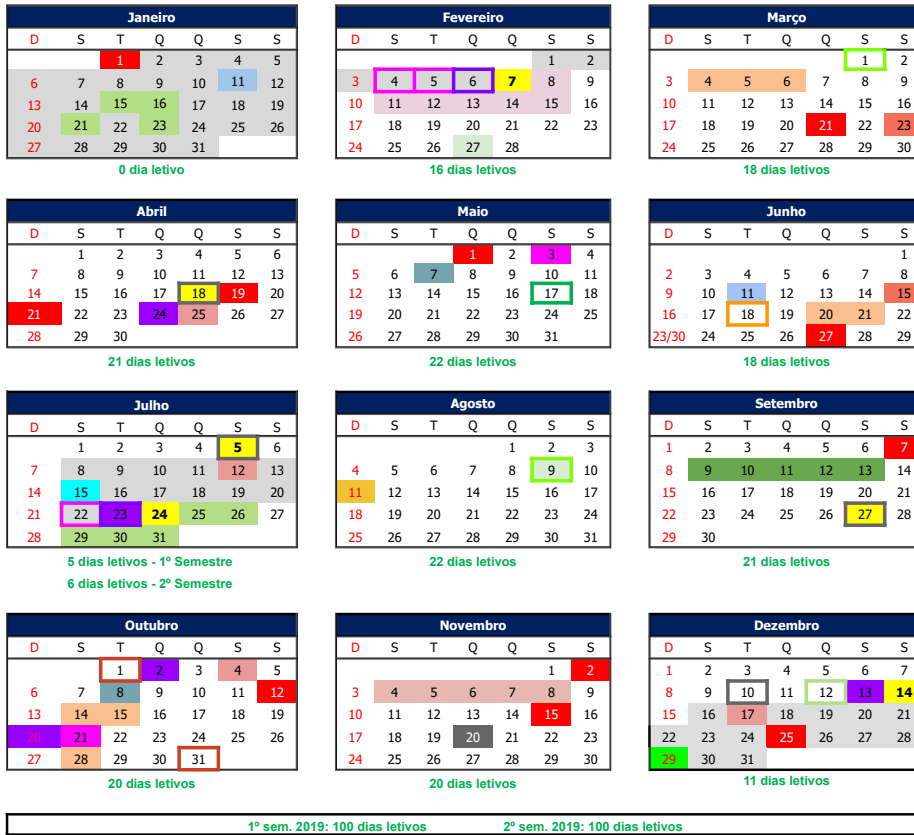 Janeiro
D S T Q Q S S
1 2 3 4 5
6 7 8 9 10 11 12
13 14 15 16 17 18 19
20 21 22 23 24 25 26
27 28 29 30 31
0 dia letivo
Fevereiro
D S T Q Q S S
1 2
3 4 5 6 7 8 9
10 11 12 13 14 15 16
17 18 19 20 21 22 23
24 25 26 27 28
16 dias letivos
Março
D S T Q Q S S
1 2
3 4 5 6 7 8 9
10 11 12 13 14 15 16
17 18 19 20 21 22 23
24 25 26 27 28 29 30
18 dias letivos
Abril
D S T Q Q S S
1 2 3 4 5 6
7 8 9 10 11 12 13
14 15 16 17 18 19 20
21 22 23 24 25 26 27
28 29 30
21 dias letivos
Maio
D S T Q Q S S
1 2 3 4
5 6 7 8 9 10 11
12 13 14 15 16 17 18
19 20 21 22 23 24 25
26 27 28 29 30 31
22 dias letivos
Junho
D S T Q Q S S
1
2 3 4 5 6 7 8
9 10 11 12 13 14 15
16 17 18 19 20 21 22
23/30 24 25 26 27 28 29
18 dias letivos
Julho
D S T Q Q S S
1 2 3 4 5 6
7 8 9 10 11 12 13
14 15 16 17 18 19 20
21 22 23 24 25 26 27
28 29 30 31
5 dias letivos - 1º Semestre
6 dias letivos - 2º Semestre
Agosto
D S T Q Q S S
1 2 3
4 5 6 7 8 9 10
11 12 13 14 15 16 17
18 19 20 21 22 23 24
25 26 27 28 29 30 31
22 dias letivos
Setembro
D S T Q Q S S
1 2 3 4 5 6 7
8 9 10 11 12 13 14
15 16 17 18 19 20 21
22 23 24 25 26 27 28
29 30
21 dias letivos
Outubro
D S T Q Q S S
1 2 3 4 5
6 7 8 9 10 11 12
13 14 15 16 17 18 19
20 21 22 23 24 25 26
27 28 29 30 31
20 dias letivos
Novembro
D S T Q Q S S
1 2
3 4 5 6 7 8 9
10 11 12 13 14 15 16
17 18 19 20 21 22 23
24 25 26 27 28 29 30
20 dias letivos
Dezembro
D S T Q Q S S
1 2 3 4 5 6 7
8 9 10 11 12 13 14
15 16 17 18 19 20 21
22 23 24 25 26 27 28
29 30 31
11 dias letivos
1º sem. 2019: 100 dias letivos 2º sem. 2019: 100 dias letivos